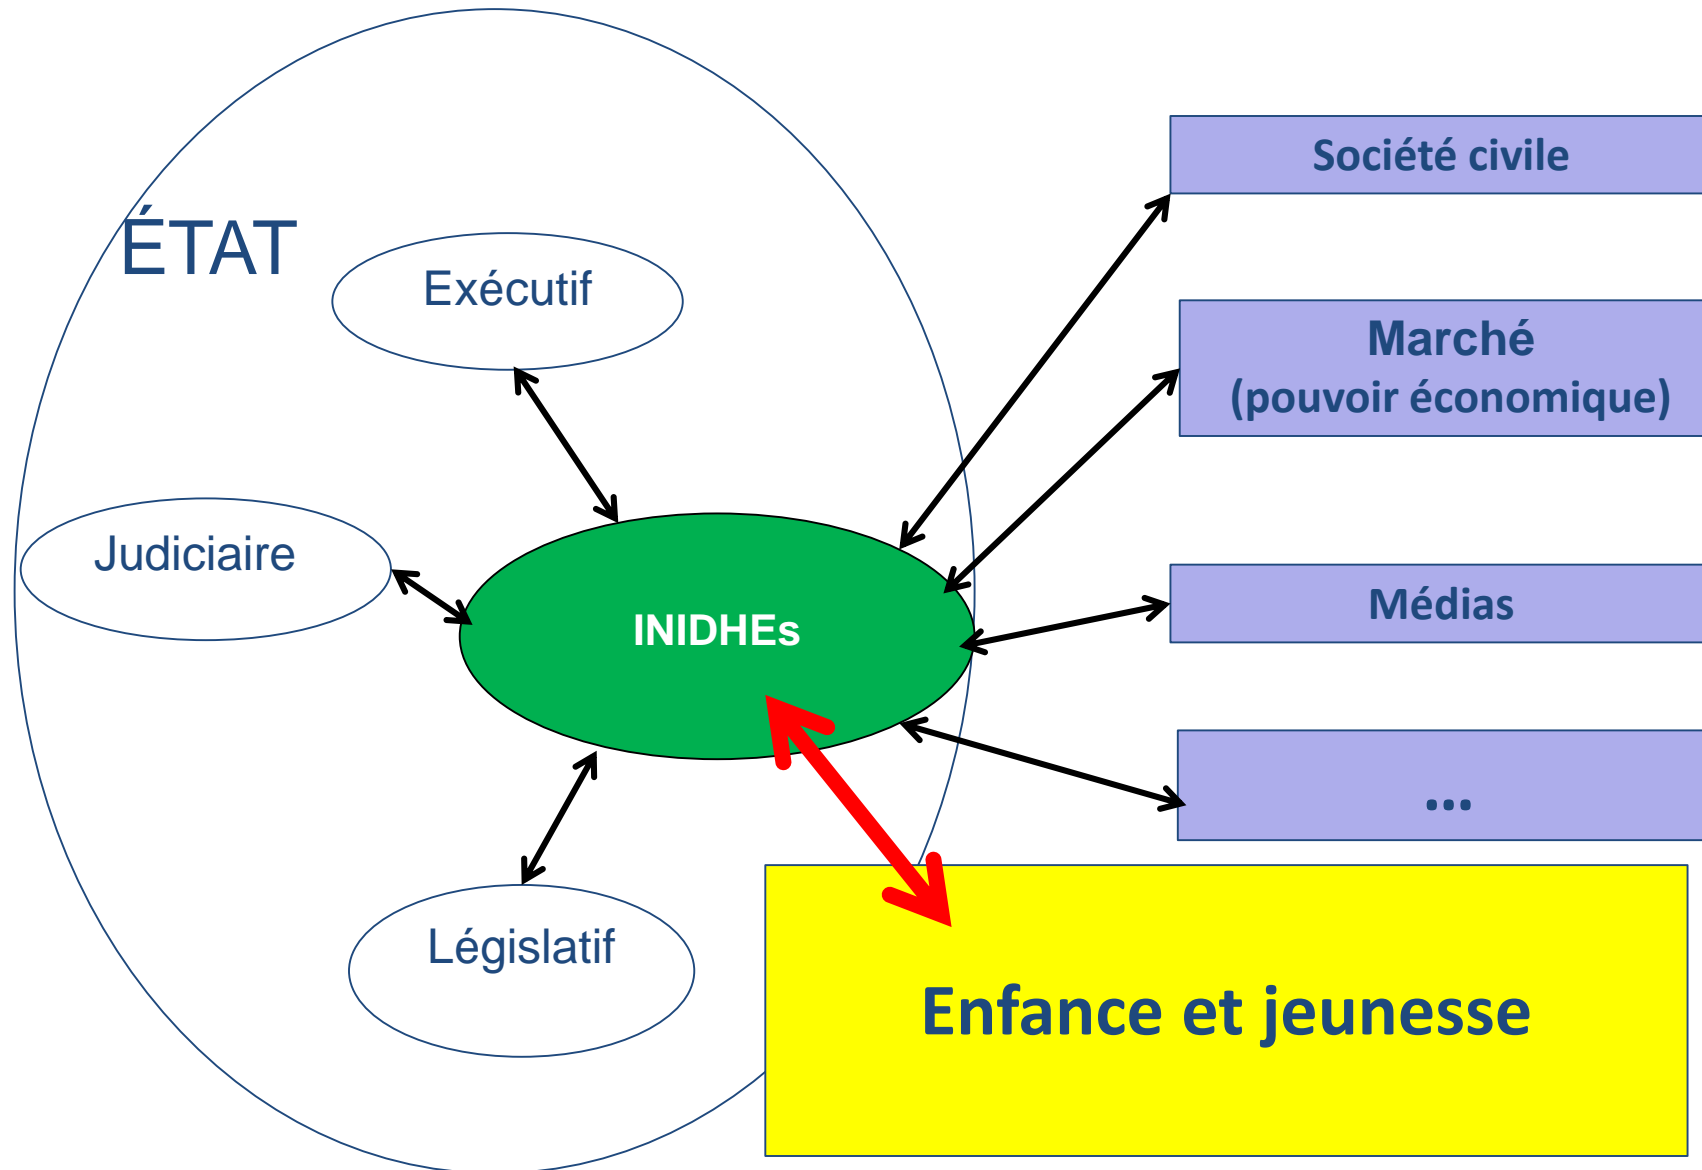 ÉTAT
Exécutif
Judiciaire
INIDHEs
Législatif
Société civile
Marché
(pouvoir économique)
Médias
...
Enfance et jeunesse